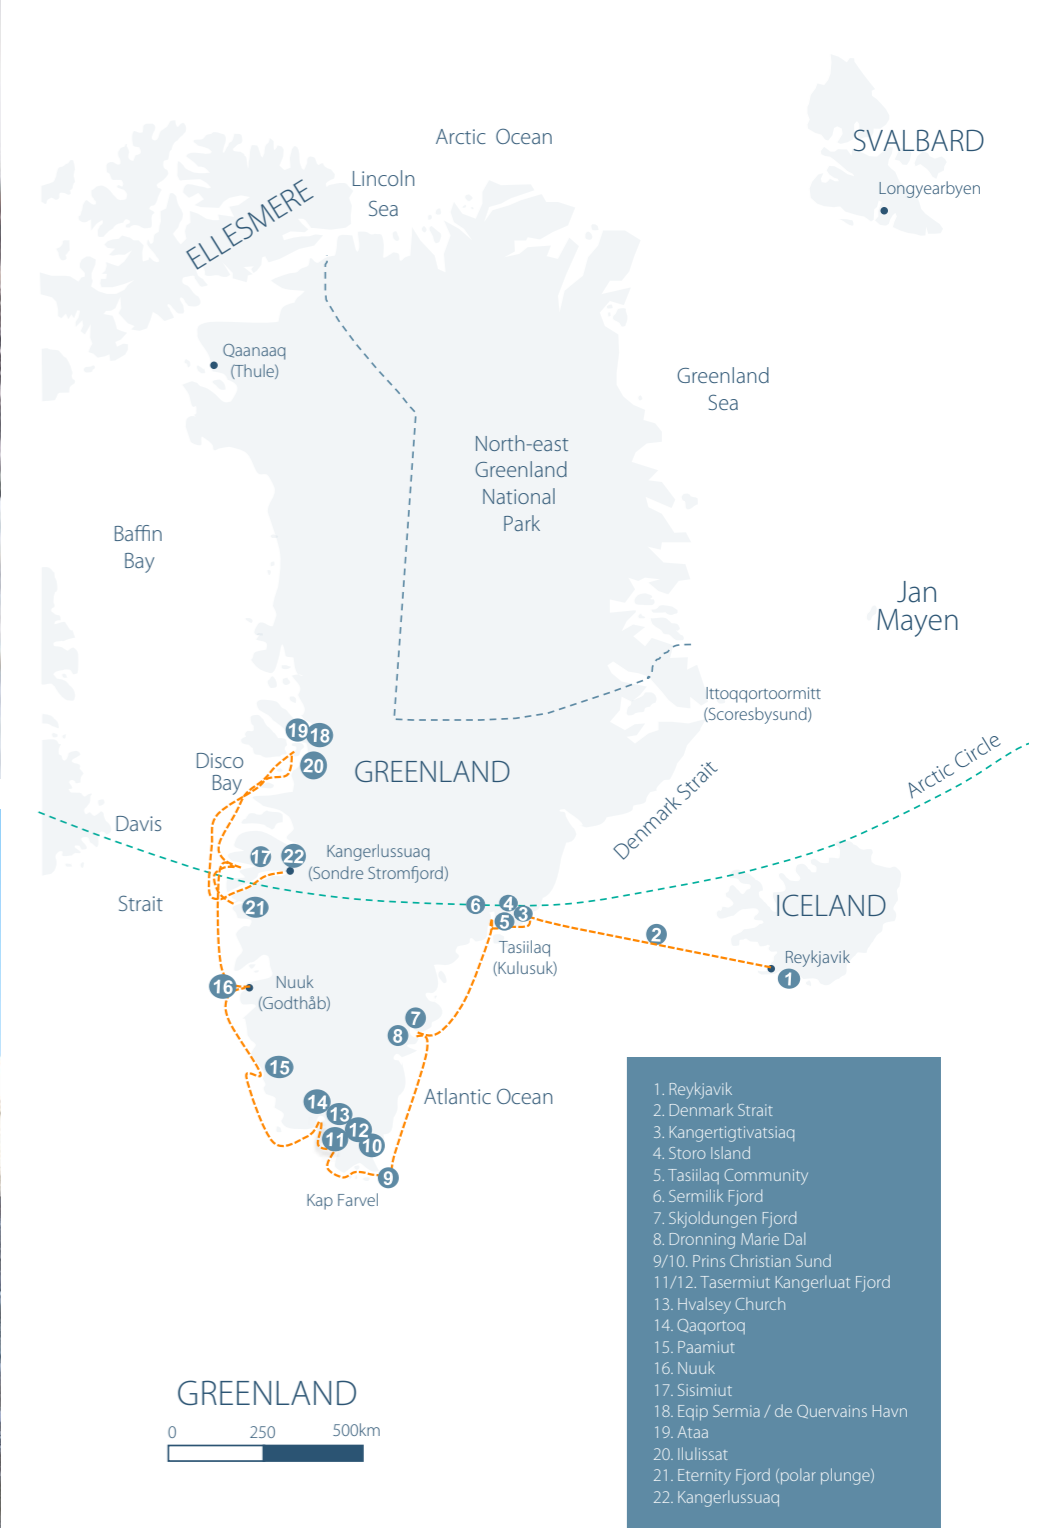 Arctic Ocean
SVALBARD
Longyearbyen
Lincoln
Sea
ELLESMERE
Qaanaaq
(Thule)
Greenland
Sea
North-east
Greenland
National
Park
Baffin
Bay
Jan
Mayen
Ittoqqortoormitt
(Scoresbysund)
19
18
20
Disco
Bay
GREENLAND
Arctic Circle
Denmark Strait
Davis
Strait
17
22
Kangerlussuaq
(Sondre Stromfjord)
21
6
4
3
5
Tasiilaq
(Kulusuk)
2
ICELAND
Reykjavik
1
16
Nuuk
(Godthåb)
7
8
15
Atlantic Ocean
14
13
12
11
10
9
Kap Farvel
1. Reykjavik
2. Denmark Strait
3. Kangertigtivatsiaq
4. Storo Island
5. Tasiilaq Community
6. Sermilik Fjord
7. Skjoldungen Fjord
8. Dronning Marie Dal
9/10. Prins Christian Sund
11/12. Tasermiut Kangerluat Fjord
13. Hvalsey Church
14. Qaqortoq
15. Paamiut
16. Nuuk
17. Sisimiut
18. Eqip Sermia / de Quervains Havn
19. Ataa
20. Ilulissat
21. Eternity Fjord (polar plunge)
22. Kangerlussuaq
GREENLAND
0 250 500km